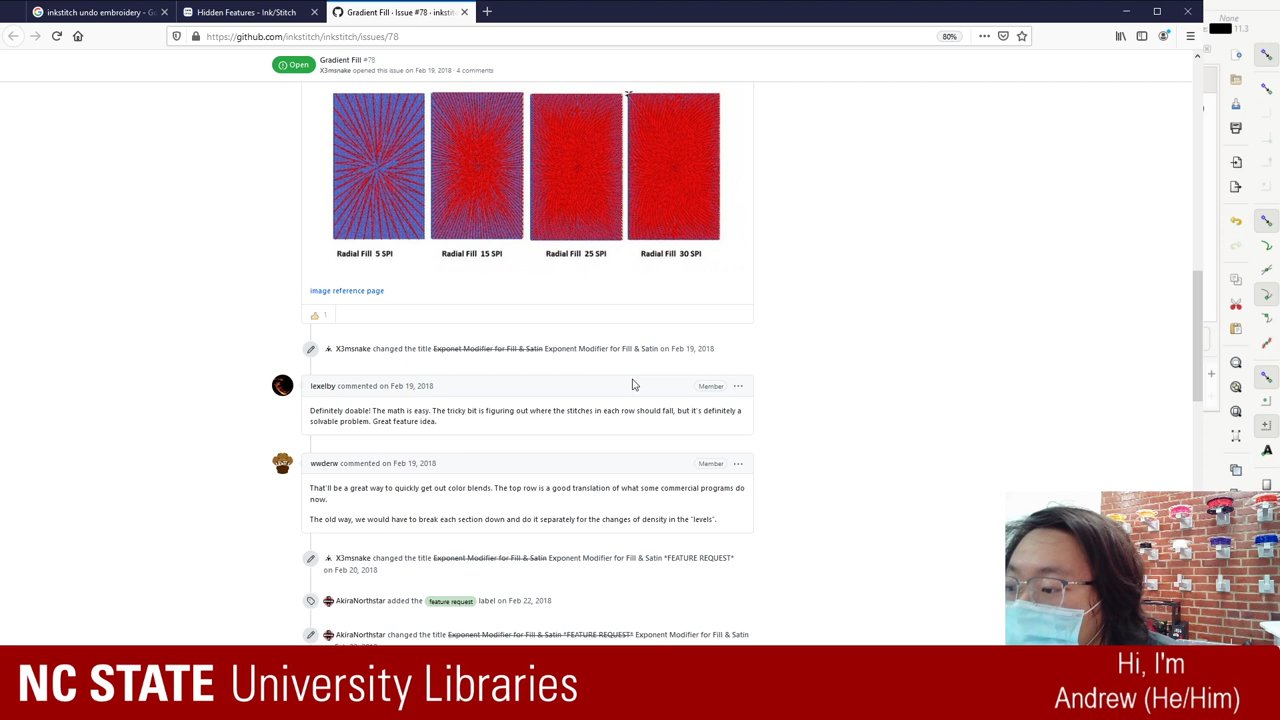 inkstitch undo embroidery - G
Hidden Features - Ink/Stitch
Gradient Fill · Issue #78 · inkstit
https://github.com/inkstitch/inkstitch/issues/78
80%
None
11.3
Open
Gradient Fill #78
X3msnake opened this issue on Feb 19, 2018 · 4 comments
Radial Fill 5 SPI
Radial Fill 15 SPI
Radial Fill 25 SPI
Radial Fill 30 SPI
image reference page
1
X3msnake changed the title Exponet Modifier for Fill & Satin Exponent Modifier for Fill & Satin on Feb 19, 2018
lexelby commented on Feb 19, 2018
Member
Definitely doable! The math is easy. The tricky bit is figuring out where the stitches in each row should fall, but it's definitely a
solvable problem. Great feature idea.
wwderw commented on Feb 19, 2018
Member
That'll be a great way to quickly get out color blends. The top row is a good translation of what some commercial programs do
now.
The old way, we would have to break each section down and do it separately for the changes of density in the "levels".
X3msnake changed the title Exponent Modifier for Fill & Satin Exponent Modifier for Fill & Satin *FEATURE REQUEST*
on Feb 20, 2018
AkiraNorthstar added the feature request label on Feb 22, 2018
AkiraNorthstar changed the title Exponent Modifier for Fill & Satin *FEATURE REQUEST* Exponent Modifier for Fill & Satin
NC STATE University Libraries
Hi, I'm
Andrew (He/Him)